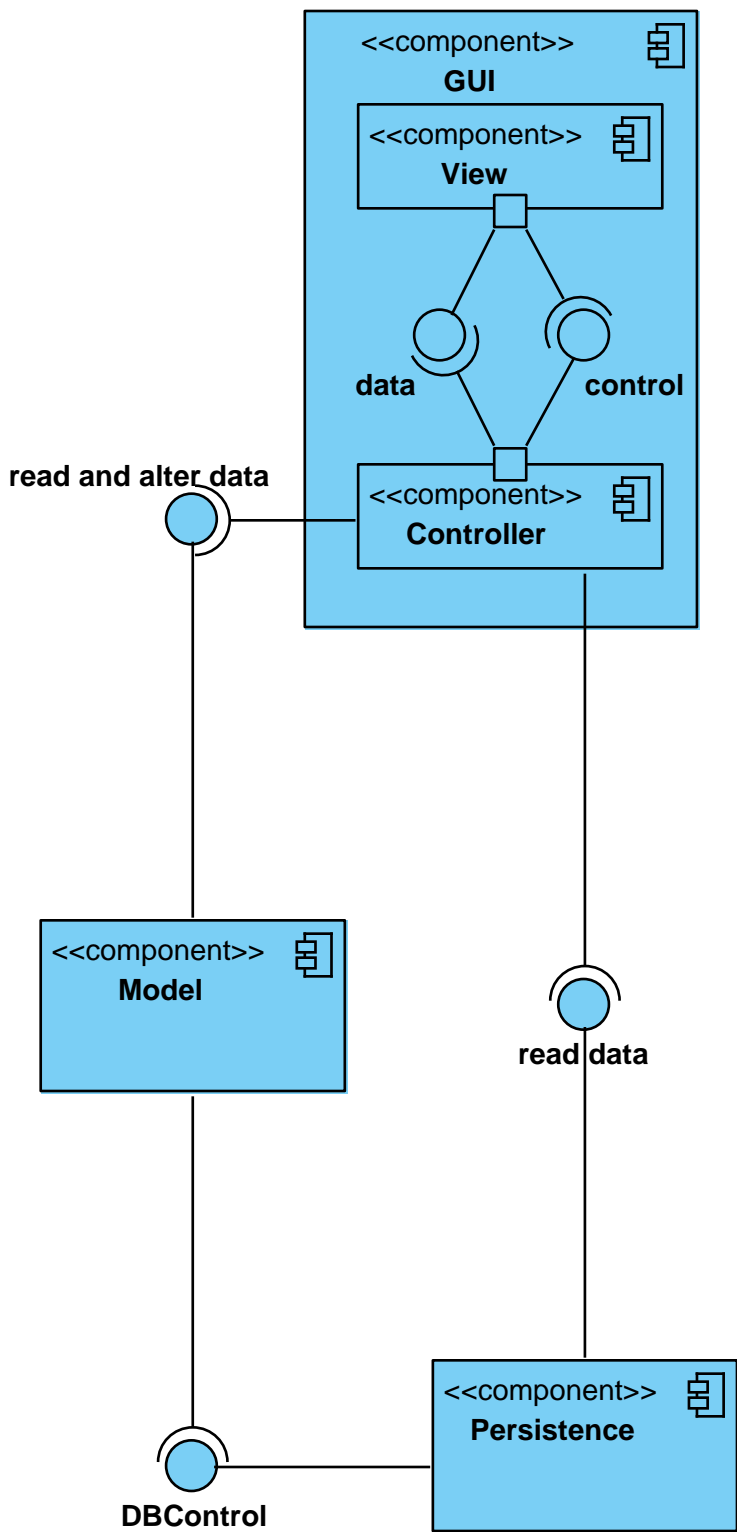 <<component>>
GUI
<<component>>
View
data
control
read and alter data
<<component>>
Controller
<<component>>
Model
read data
<<component>>
Persistence
DBControl